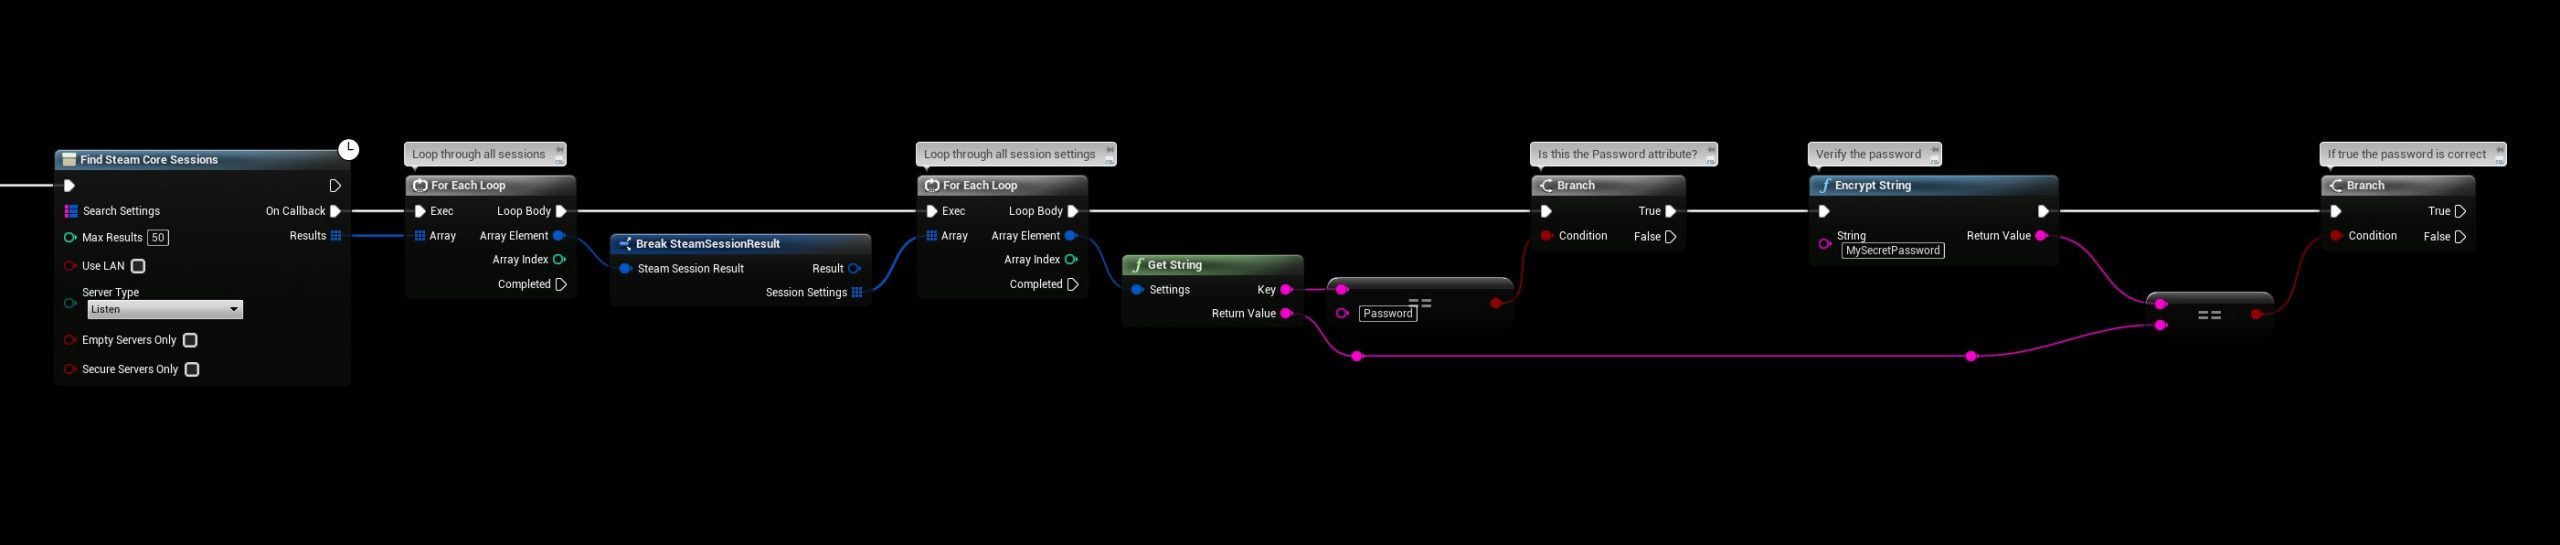 Find Steam Core Sessions
Search Settings
On Callback
Max Results 50
Results
Use LAN
Server Type
Listen
Empty Servers Only
Secure Servers Only
Loop through all sessions
For Each Loop
Exec
Loop Body
Array
Array Element
Array Index
Completed
Break SteamSessionResult
Steam Session Result
Result
Session Settings
Loop through all session settings
For Each Loop
Exec
Loop Body
Array
Array Element
Array Index
Completed
f Get String
Settings
Key
Return Value
==
Password
Is this the Password attribute?
Branch
True
Condition
False
Verify the password
f Encrypt String
String
MySecretPassword
Return Value
==
If true the password is correct
Branch
True
Condition
False